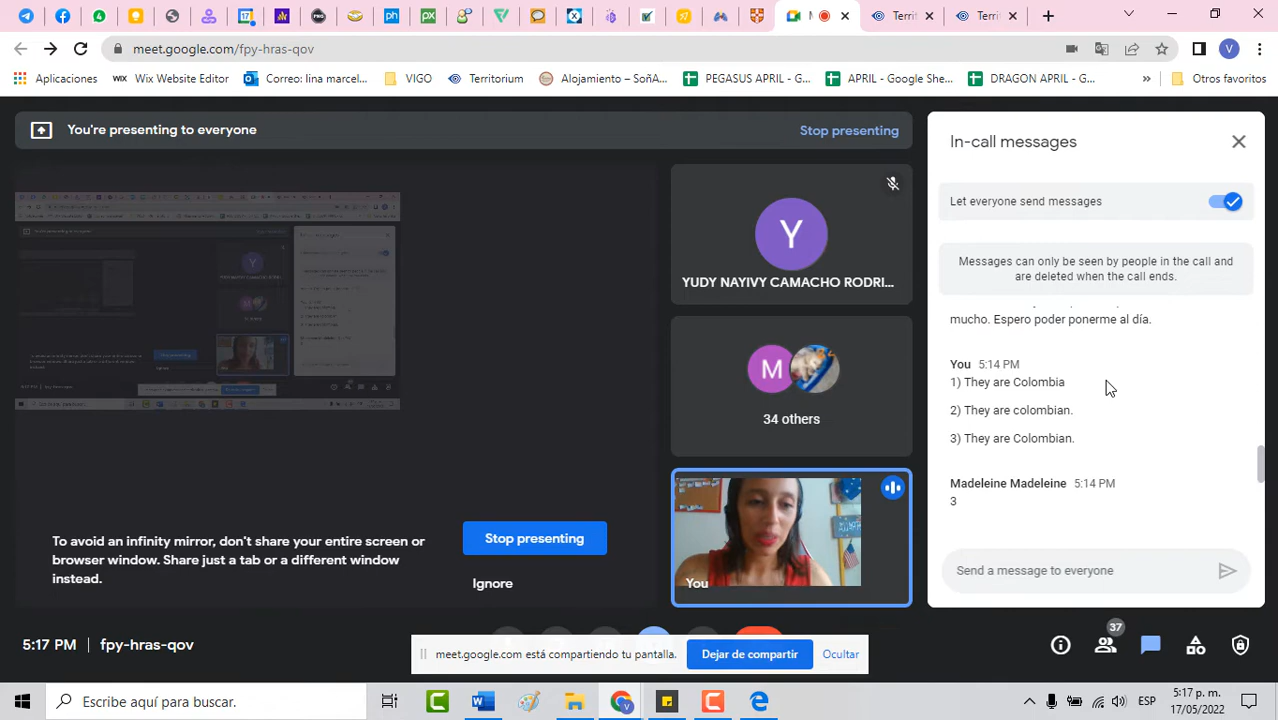 meet.google.com/fpy-hras-qov
Aplicaciones
Wix Website Editor
Correo: lina marcel...
VIGO
Territorium
Alojamiento – SoñA...
PEGASUS APRIL - G...
APRIL - Google She...
DRAGON APRIL - G...
Otros favoritos
You're presenting to everyone
Stop presenting
In-call messages
Let everyone send messages
Messages can only be seen by people in the call and
are deleted when the call ends.
mucho. Espero poder ponerme al día.
You 5:14 PM
1) They are Colombia
2) They are colombian.
3) They are Colombian.
Madeleine Madeleine 5:14 PM
3
Send a message to everyone
Y
YUDY NAYIVY CAMACHO RODRI...
M
34 others
You
To avoid an infinity mirror, don't share your entire screen or
browser window. Share just a tab or a different window
instead.
Stop presenting
Ignore
5:17 PM | fpy-hras-qov
37
meet.google.com está compartiendo tu pantalla.
Dejar de compartir
Ocultar
Escribe aquí para buscar.
ESP
5:17 p. m.
17/05/2022